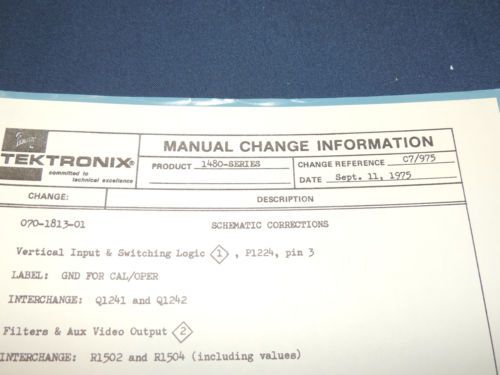 TEKTRONIX®
committed to
technical excellence
MANUAL CHANGE INFORMATION
PRODUCT 1480-SERIES
CHANGE REFERENCE C7/975
DATE Sept. 11, 1975
CHANGE:
DESCRIPTION
070-1813-01 SCHEMATIC CORRECTIONS
Vertical Input & Switching Logic 1 , P1224, pin 3
LABEL: GND FOR CAL/OPER
INTERCHANGE: Q1241 and Q1242
Filters & Aux Video Output 2
INTERCHANGE: R1502 and R1504 (including values)